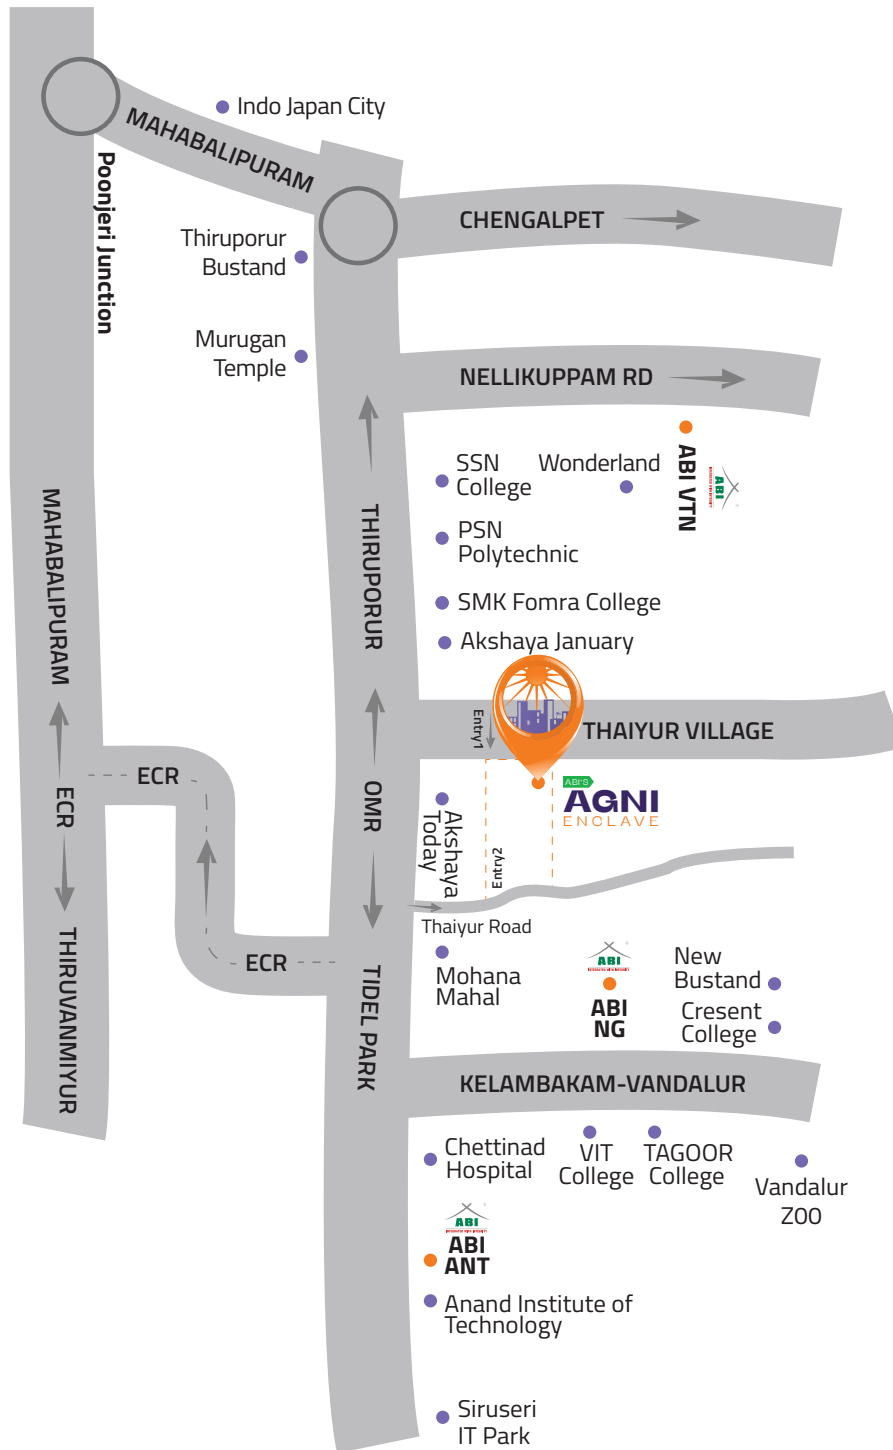 Indo Japan City
MAHABALIPURAM
Poonjeri Junction
CHENGALPET
Thiruporur
Bustand
Murugan
Temple
NELLIKUPPAM RD
SSN
College
Wonderland
ABI VTN
ABI
PSN
Polytechnic
SMK Fomra College
Akshaya January
MAHABALIPURAM
THIRUPORUR
Entry1
THAIYUR VILLAGE
ECR
ECR
OMR
ABI'S
AGNI
ENCLAVE
Akshaya
Today
Entry2
Thaiyur Road
THIRUVANMIYUR
ECR
TIDEL PARK
Mohana
Mahal
ABI
ABI
NG
New
Bustand
Cresent
College
KELAMBAKAM-VANDALUR
Chettinad
Hospital
VIT
College
TAGOOR
College
Vandalur
ZOO
ABI
ABI
ANT
Anand Institute of
Technology
Siruseri
IT Park